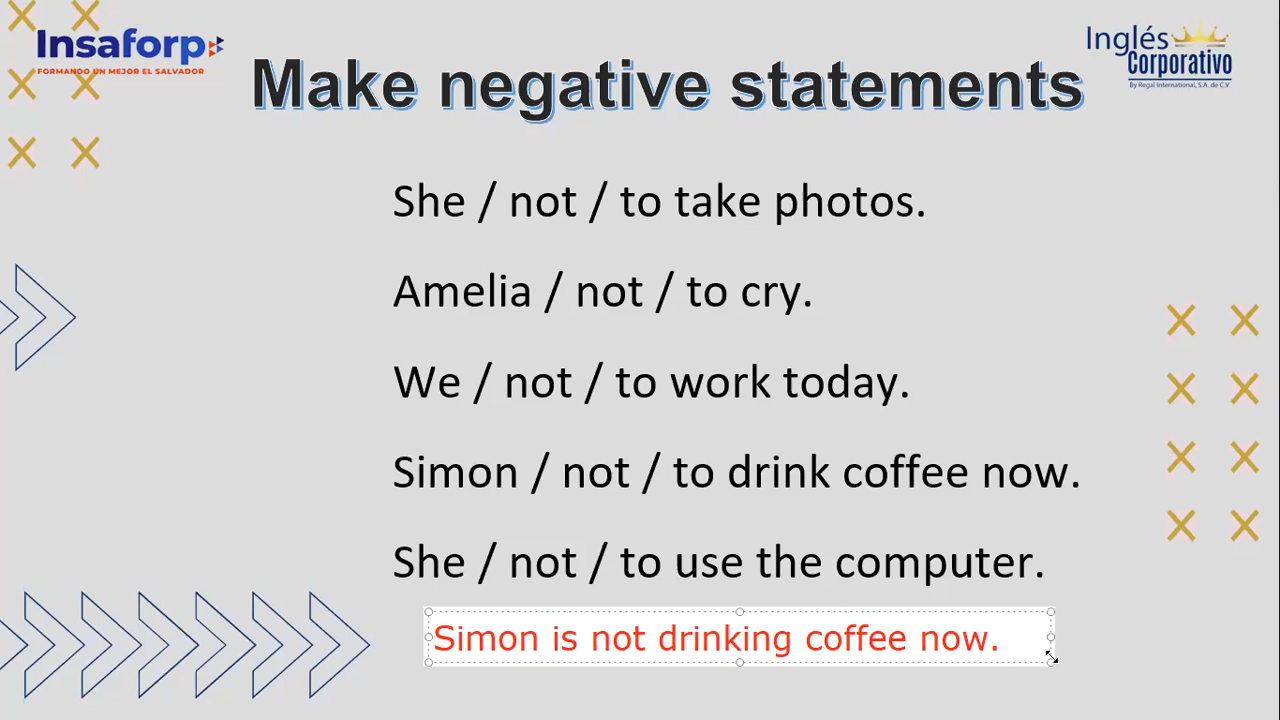 Insaforp
FORMANDO UN MEJOR EL SALVADOR
Inglés
Corporativo
By Regal International, S.A. de C.V.
Make negative statements
She / not / to take photos.
Amelia / not / to cry.
We / not / to work today.
Simon / not / to drink coffee now.
She / not / to use the computer.
Simon is not drinking coffee now.